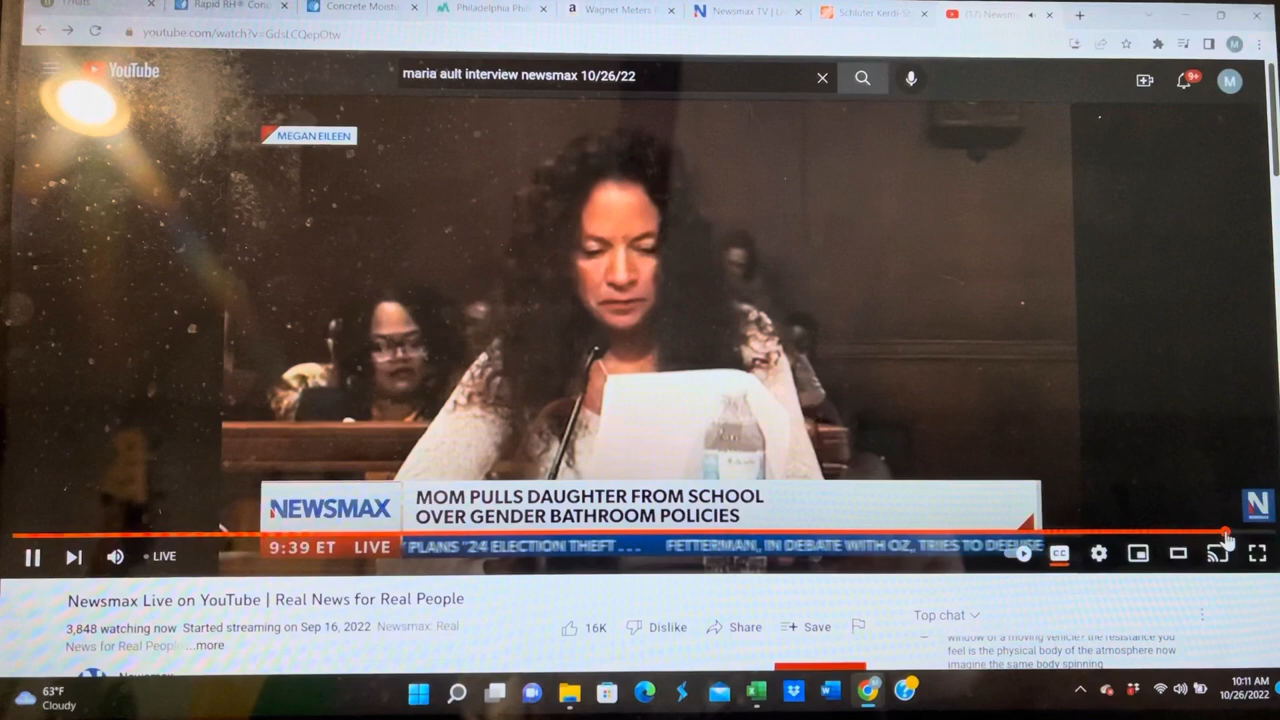 Rapid RH® Conc
Concrete Moistu
Philadelphia Ph
Wagner Meters
Newsmax TV | Li
Schluter Kerdi-S
(17) Newsm
youtube.com/watch?v=GdsLCQepOtw
YouTube
maria ault interview newsmax 10/26/22
9+
M
MEGAN EILEEN
NEWSMAX
MOM PULLS DAUGHTER FROM SCHOOL
OVER GENDER BATHROOM POLICIES
9:39 ET LIVE
PLANS '24 ELECTION THEFT... FETTERMAN, IN DEBATE WITH OZ, TRIES TO DEFUSE
LIVE
CC
Newsmax Live on YouTube | Real News for Real People
3,848 watching now Started streaming on Sep 16, 2022 Newsmax: Real
News for Real People ...more
16K
Dislike
Share
Save
Top chat
window of a moving vehicle? the resistance you
feel is the physical body of the atmosphere now
imagine the same body spinning
63°F
Cloudy
10:11 AM
10/26/2022